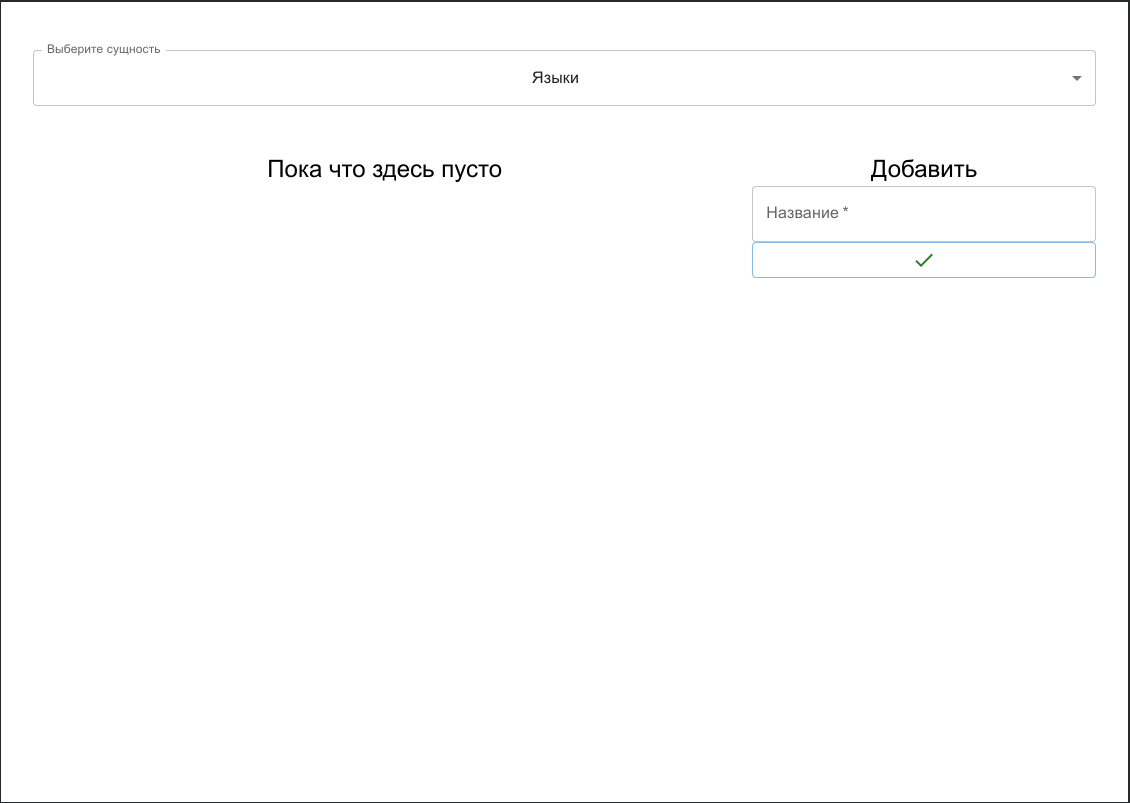 Выберите сущность
Языки
Пока что здесь пусто
Добавить
Название *